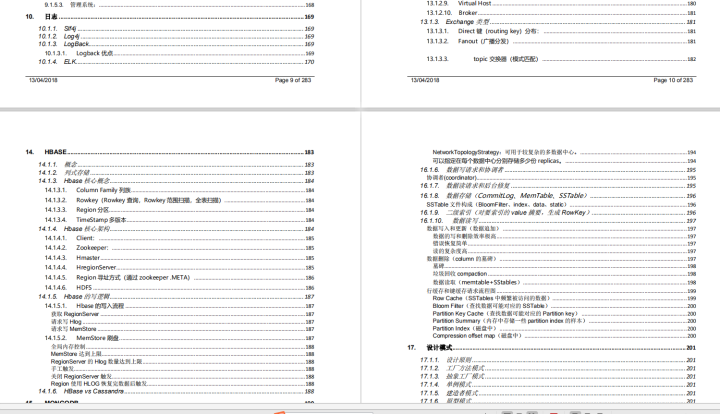 9.1.5.3. 管理系统: 168
10. 日志 169
10.1.1. Slf4j 169
10.1.2. Log4j 169
10.1.3. LogBack 169
10.1.3.1. Logback 优点 169
10.1.4. ELK 170
13/04/2018 Page 9 of 283
13.1.2.9. Virtual Host 180
13.1.2.10. Broker 181
13.1.3. Exchange 类型 181
13.1.3.1. Direct 键（routing key）分布： 181
13.1.3.2. Fanout（广播分发） 181
13.1.3.3. topic 交换器（模式匹配） 182
13/04/2018 Page 10 of 283
14. HBASE 183
14.1.1. 概念 183
14.1.2. 列式存储 183
14.1.3. Hbase 核心概念 184
14.1.3.1. Column Family 列族 184
14.1.3.2. Rowkey（Rowkey 查询，Rowkey 范围扫描，全表扫描） 184
14.1.3.3. Region 分区 184
14.1.3.4. TimeStamp 多版本 184
14.1.4. Hbase 核心架构 184
14.1.4.1. Client: 185
14.1.4.2. Zookeeper: 185
14.1.4.3. Hmaster 185
14.1.4.4. HregionServer 185
14.1.4.5. Region 寻址方式（通过 zookeeper .META） 186
14.1.4.6. HDFS 186
14.1.5. Hbase 的写逻辑 187
14.1.5.1. Hbase 的写入流程 187
获取 RegionServer 187
请求写 Hlog 187
请求写 MemStore 187
14.1.5.2. MemStore 刷盘 187
全局内存控制 188
MemStore 达到上限 188
RegionServer 的 Hlog 数量达到上限 188
手工触发 188
关闭 RegionServer 触发 188
Region 使用 HLOG 恢复完数据后触发 188
14.1.6. HBase vs Cassandra 188
NetworkTopologyStrategy：可用于较复杂的多数据中心。 194
可以指定在每个数据中心分别存储多少份 replicas。 194
16.1.6. 数据写请求和协调者 195
协调者(coordinator) 195
16.1.7. 数据读请求和后台修复 195
16.1.8. 数据存储（CommitLog、MemTable、SSTable） 196
SSTable 文件构成（BloomFilter、index、data、static） 196
16.1.9. 二级索引（对要索引的 value 摘要，生成 RowKey） 196
16.1.10. 数据读写 197
数据写入和更新（数据追加） 197
数据的写和删除效率极高 197
错误恢复简单 197
读的复杂度高 197
数据删除（column 的墓碑） 197
墓碑 198
垃圾回收 compaction 198
数据读取（memtable+SStables） 198
行缓存和键缓存请求流程图 199
Row Cache（SSTables 中频繁被访问的数据） 199
Bloom Filter（查找数据可能对应的 SSTable） 200
Partition Key Cache（查找数据可能对应的 Partition key） 200
Partition Summary（内存中存储一些 partition index 的样本） 200
Partition Index（磁盘中） 200
Compression offset map（磁盘中） 200
17. 设计模式 201
17.1.1. 设计原则 201
17.1.2. 工厂方法模式 201
17.1.3. 抽象工厂模式 201
17.1.4. 单例模式 201
17.1.5. 建造者模式 201
17.1.6. 原型模式 201